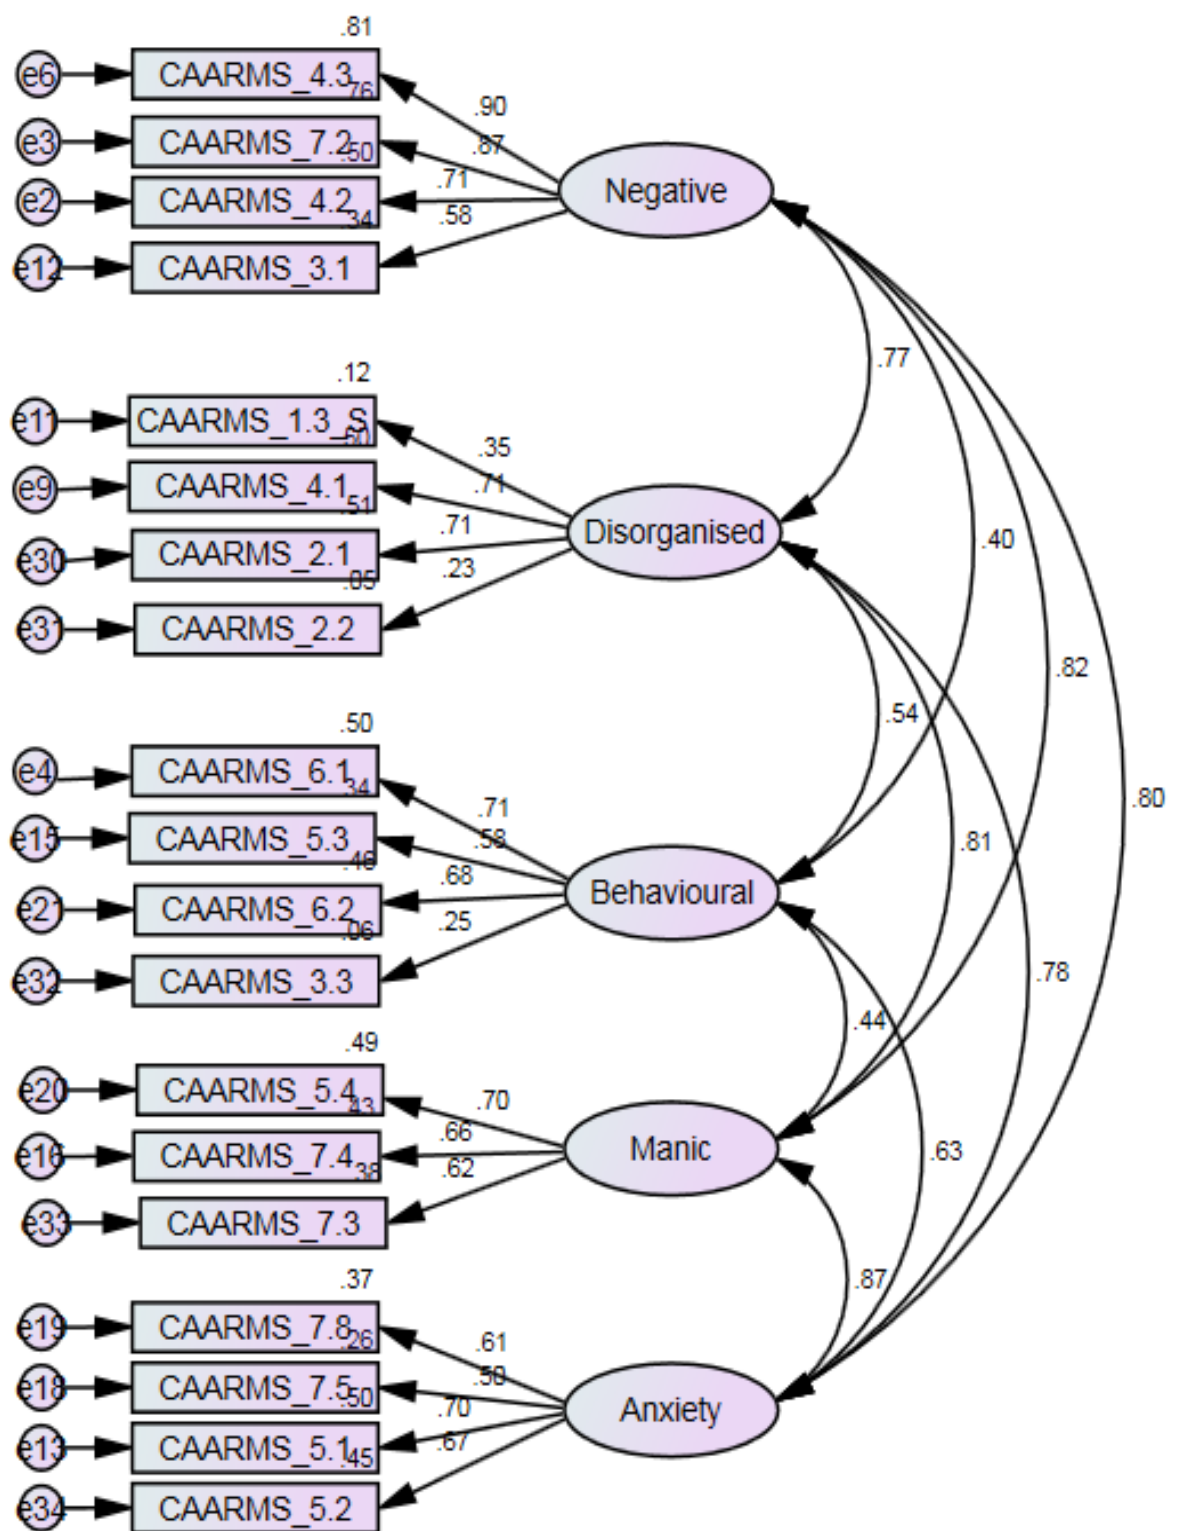 .81
e6 CAARMS_4.3 .90
.76
e3 CAARMS_7.2 .87
Negative
.50
e2 CAARMS_4.2 .71
.34
e12 CAARMS_3.1 .58
.77
.12
e11 CAARMS_1.3_S .35
.50
e9 CAARMS_4.1 .71
.51
Disorganised
.40
e30 CAARMS_2.1 .71
.05
e31 CAARMS_2.2 .23
.82
.54
.50
e4 CAARMS_6.1 .71
.34
.80
e15 CAARMS_5.3 .58
.81
.46
Behavioural
e21 CAARMS_6.2 .68
.06
e32 CAARMS_3.3 .25
.78
.44
.49
e20 CAARMS_5.4 .70
.43
e16 CAARMS_7.4 .66
Manic
.63
.38
e33 CAARMS_7.3 .62
.87
.37
e19 CAARMS_7.8 .61
.26
e18 CAARMS_7.5 .50
.50
Anxiety
e13 CAARMS_5.1 .70
.45
e34 CAARMS_5.2 .67